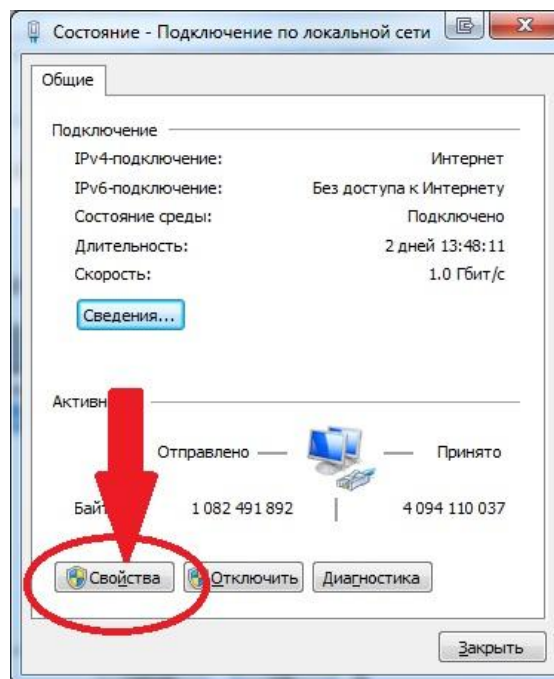 Состояние - Подключение по локальной сети
Общие
Подключение
IPv4-подключение: Интернет
IPv6-подключение: Без доступа к Интернету
Состояние среды: Подключено
Длительность: 2 дней 13:48:11
Скорость: 1.0 Гбит/с
Сведения...
Отправлено — — Принято
1 082 491 892 | 4 094 110 037
Свойства Отключить Диагностика
Закрыть